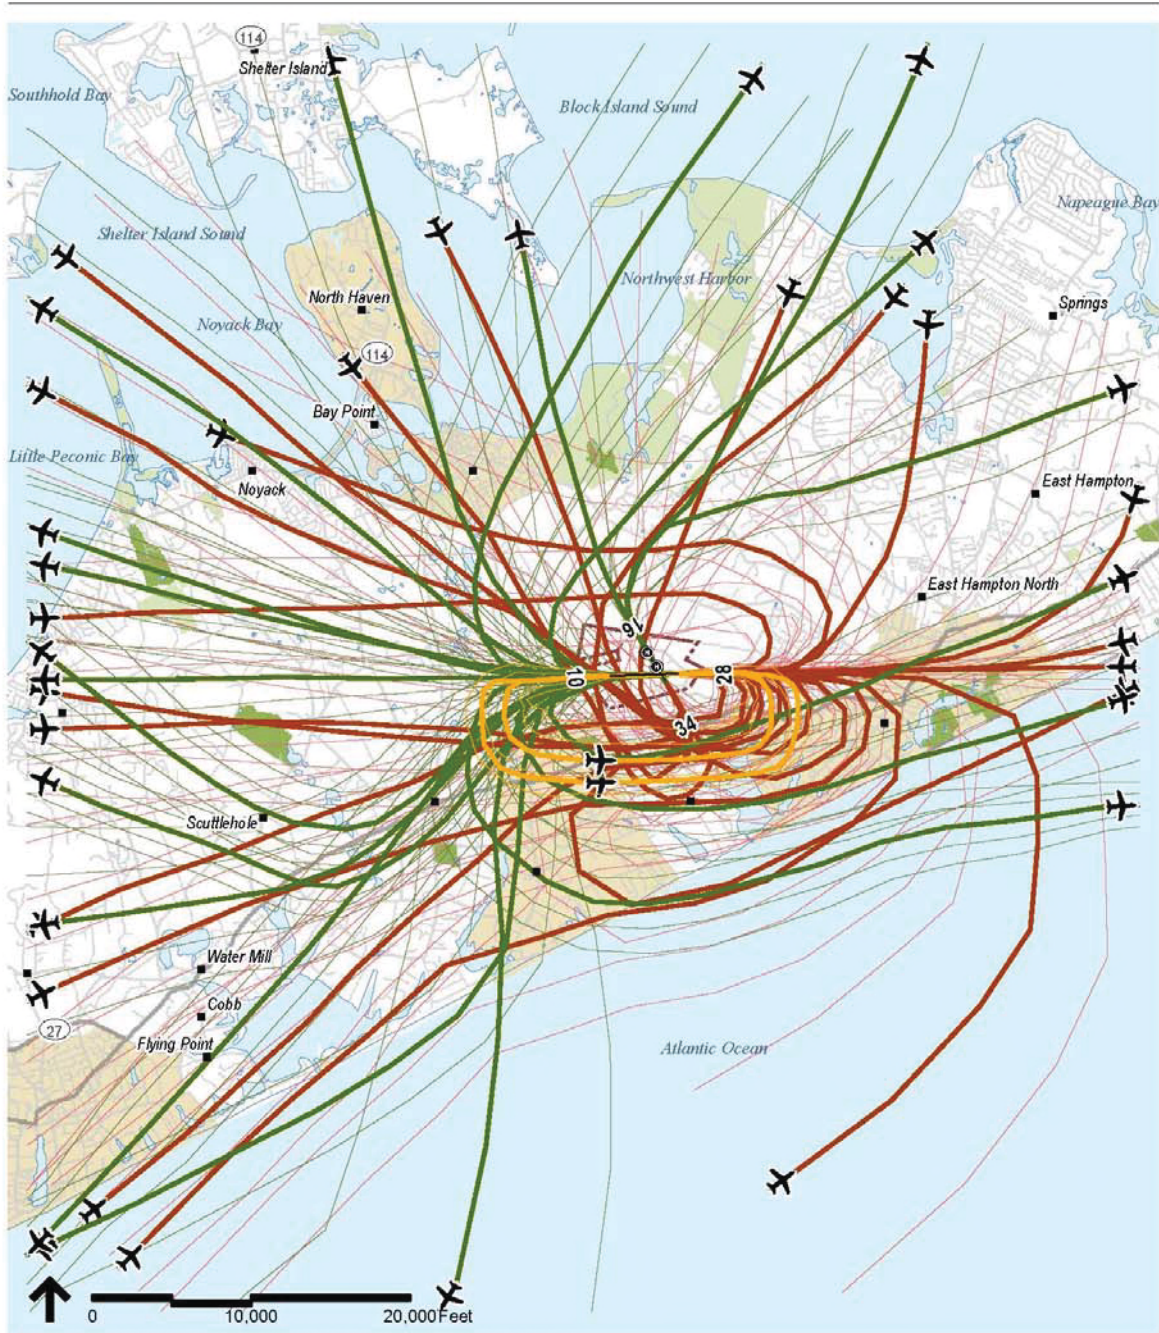 114
Shelter Island
Southhold Bay
Block Island Sound
Napeague Bay
Shelter Island Sound
Northwest Harbor
North Haven
Springs
Noyack Bay
114
Bay Point
Little Peconic Bay
Noyack
East Hampton
East Hampton North
16
10
28
34
Scuttlehole
Water Mill
Cobb
27
Flying Point
Atlantic Ocean
0
10,000
20,000 Feet